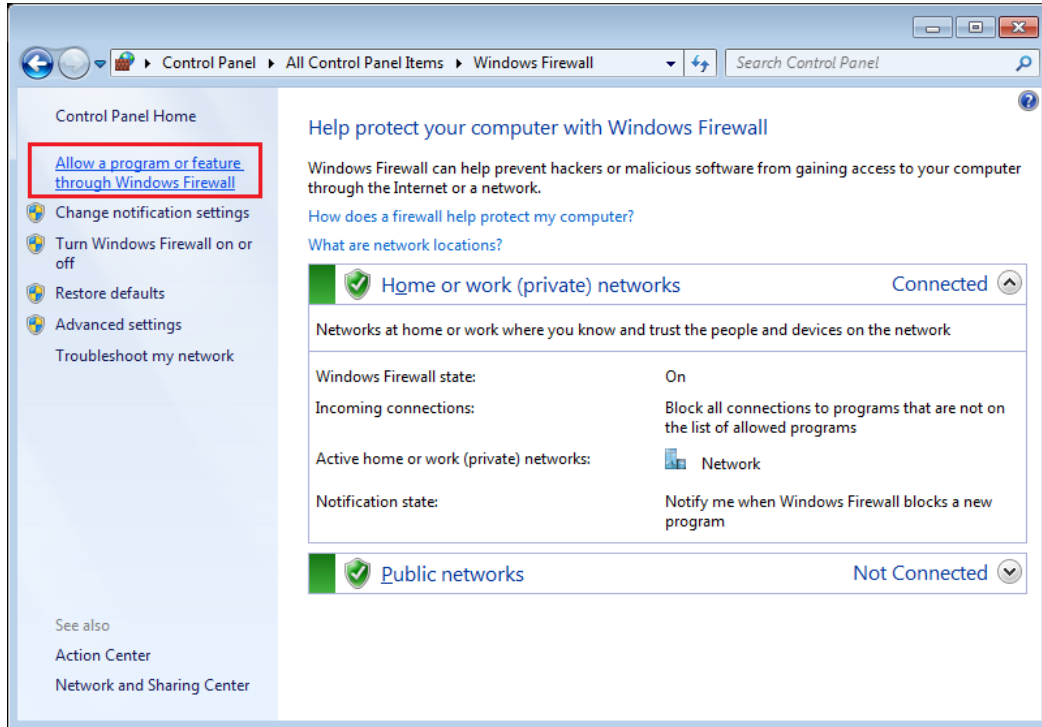 Control Panel ▸ All Control Panel Items ▸ Windows Firewall
Search Control Panel
Control Panel Home
Allow a program or feature
through Windows Firewall
Change notification settings
Turn Windows Firewall on or
off
Restore defaults
Advanced settings
Troubleshoot my network
See also
Action Center
Network and Sharing Center
Help protect your computer with Windows Firewall
Windows Firewall can help prevent hackers or malicious software from gaining access to your computer
through the Internet or a network.
How does a firewall help protect my computer?
What are network locations?
Home or work (private) networks
Connected
Networks at home or work where you know and trust the people and devices on the network
Windows Firewall state:
On
Incoming connections:
Block all connections to programs that are not on
the list of allowed programs
Active home or work (private) networks:
Network
Notification state:
Notify me when Windows Firewall blocks a new
program
Public networks
Not Connected